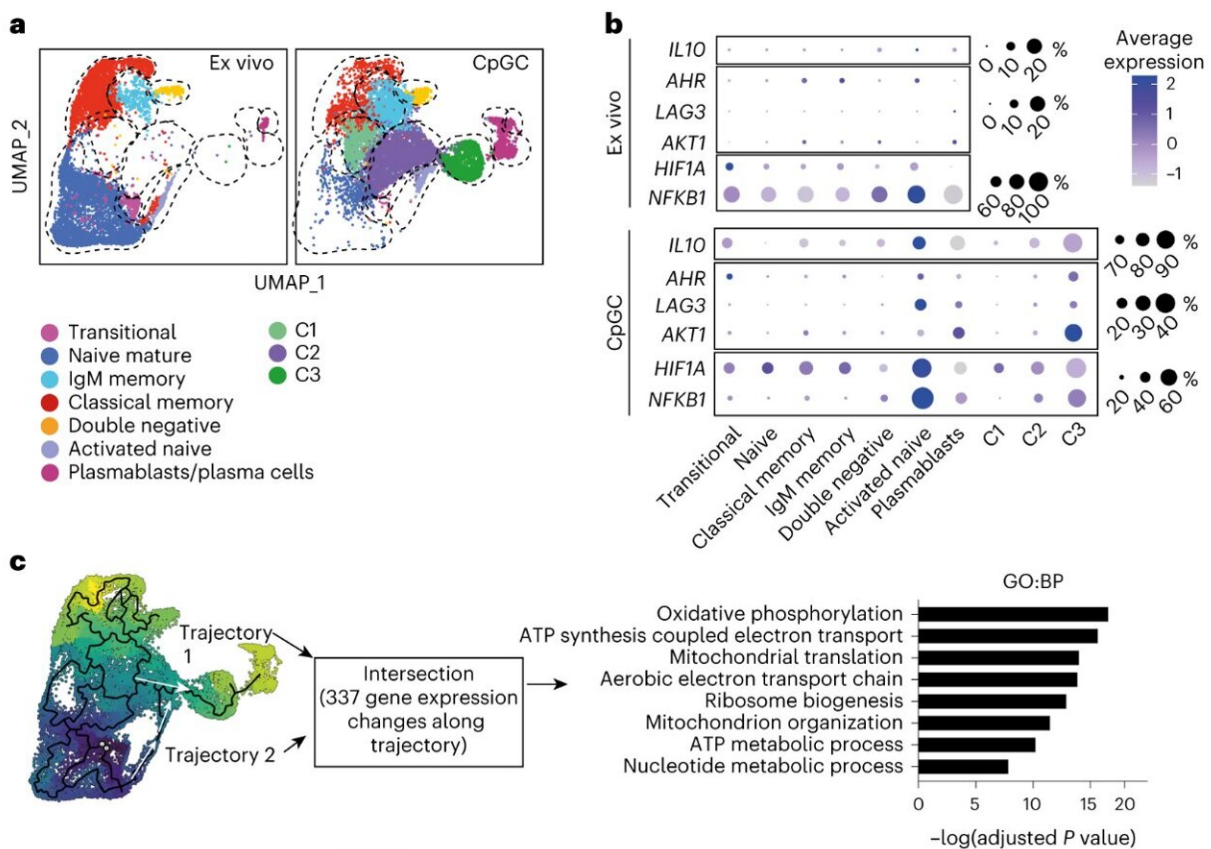 a
Ex vivo
CpGC
UMAP_2
UMAP_1
Transitional
Naive mature
IgM memory
Classical memory
Double negative
Activated naive
Plasmablasts/plasma cells
C1
C2
C3
b
Ex vivo
IL10
AHR
LAG3
AKT1
HIF1A
NFKB1
0 10 20 %
0 10 20 %
60 80 100 %
Average
expression
2
1
0
−1
CpGC
IL10
AHR
LAG3
AKT1
HIF1A
NFKB1
70 80 90 %
20 30 40 %
20 40 60 %
Transitional
Naive
Classical memory
IgM memory
Double negative
Activated naive
Plasmablasts
C1
C2
C3
c
Trajectory
1
Trajectory 2
Intersection
(337 gene expression
changes along
trajectory)
GO:BP
Oxidative phosphorylation
ATP synthesis coupled electron transport
Mitochondrial translation
Aerobic electron transport chain
Ribosome biogenesis
Mitochondrion organization
ATP metabolic process
Nucleotide metabolic process
0 5 10 15 20
−log(adjusted P value)